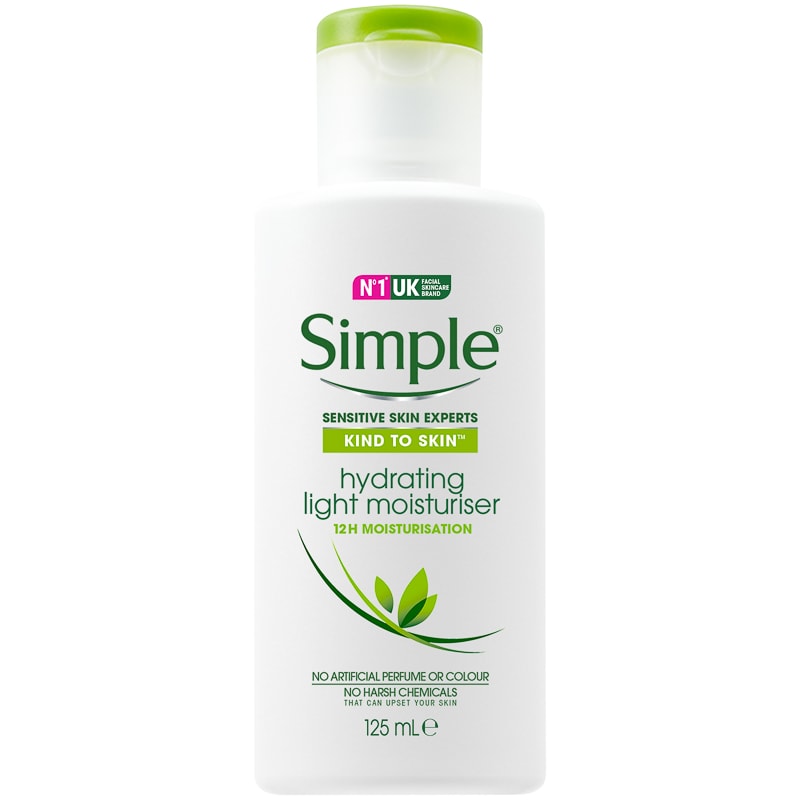 Nº1* UK FACIAL SKINCARE BRAND
Simple®
SENSITIVE SKIN EXPERTS
KIND TO SKIN™
hydrating
light moisturiser
12H MOISTURISATION
NO ARTIFICIAL PERFUME OR COLOUR
NO HARSH CHEMICALS
THAT CAN UPSET YOUR SKIN
125 mL ℮